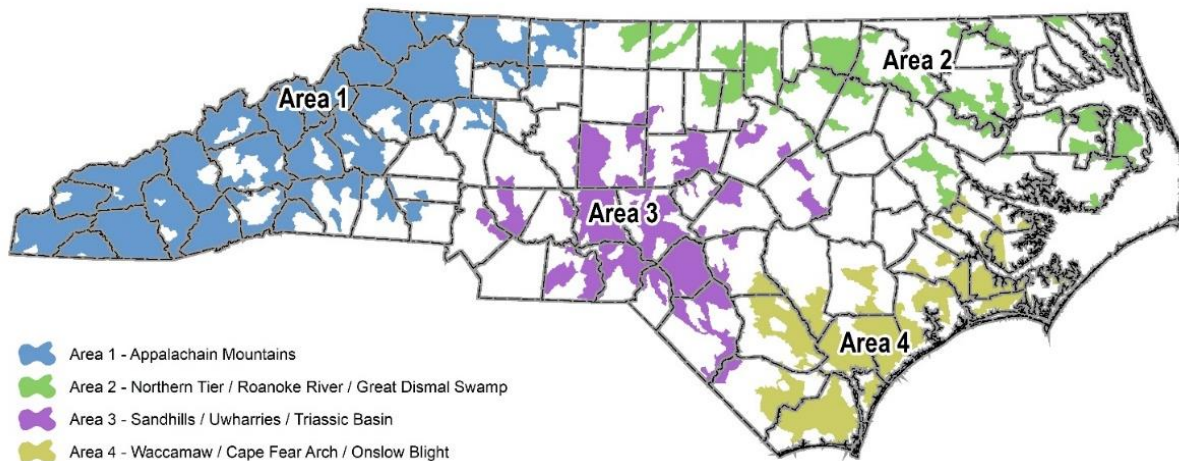 Area 1
Area 2
Area 3
Area 4
Area 1 - Appalachain Mountains
Area 2 - Northern Tier / Roanoke River / Great Dismal Swamp
Area 3 - Sandhills / Uwharries / Triassic Basin
Area 4 - Waccamaw / Cape Fear Arch / Onslow Blight